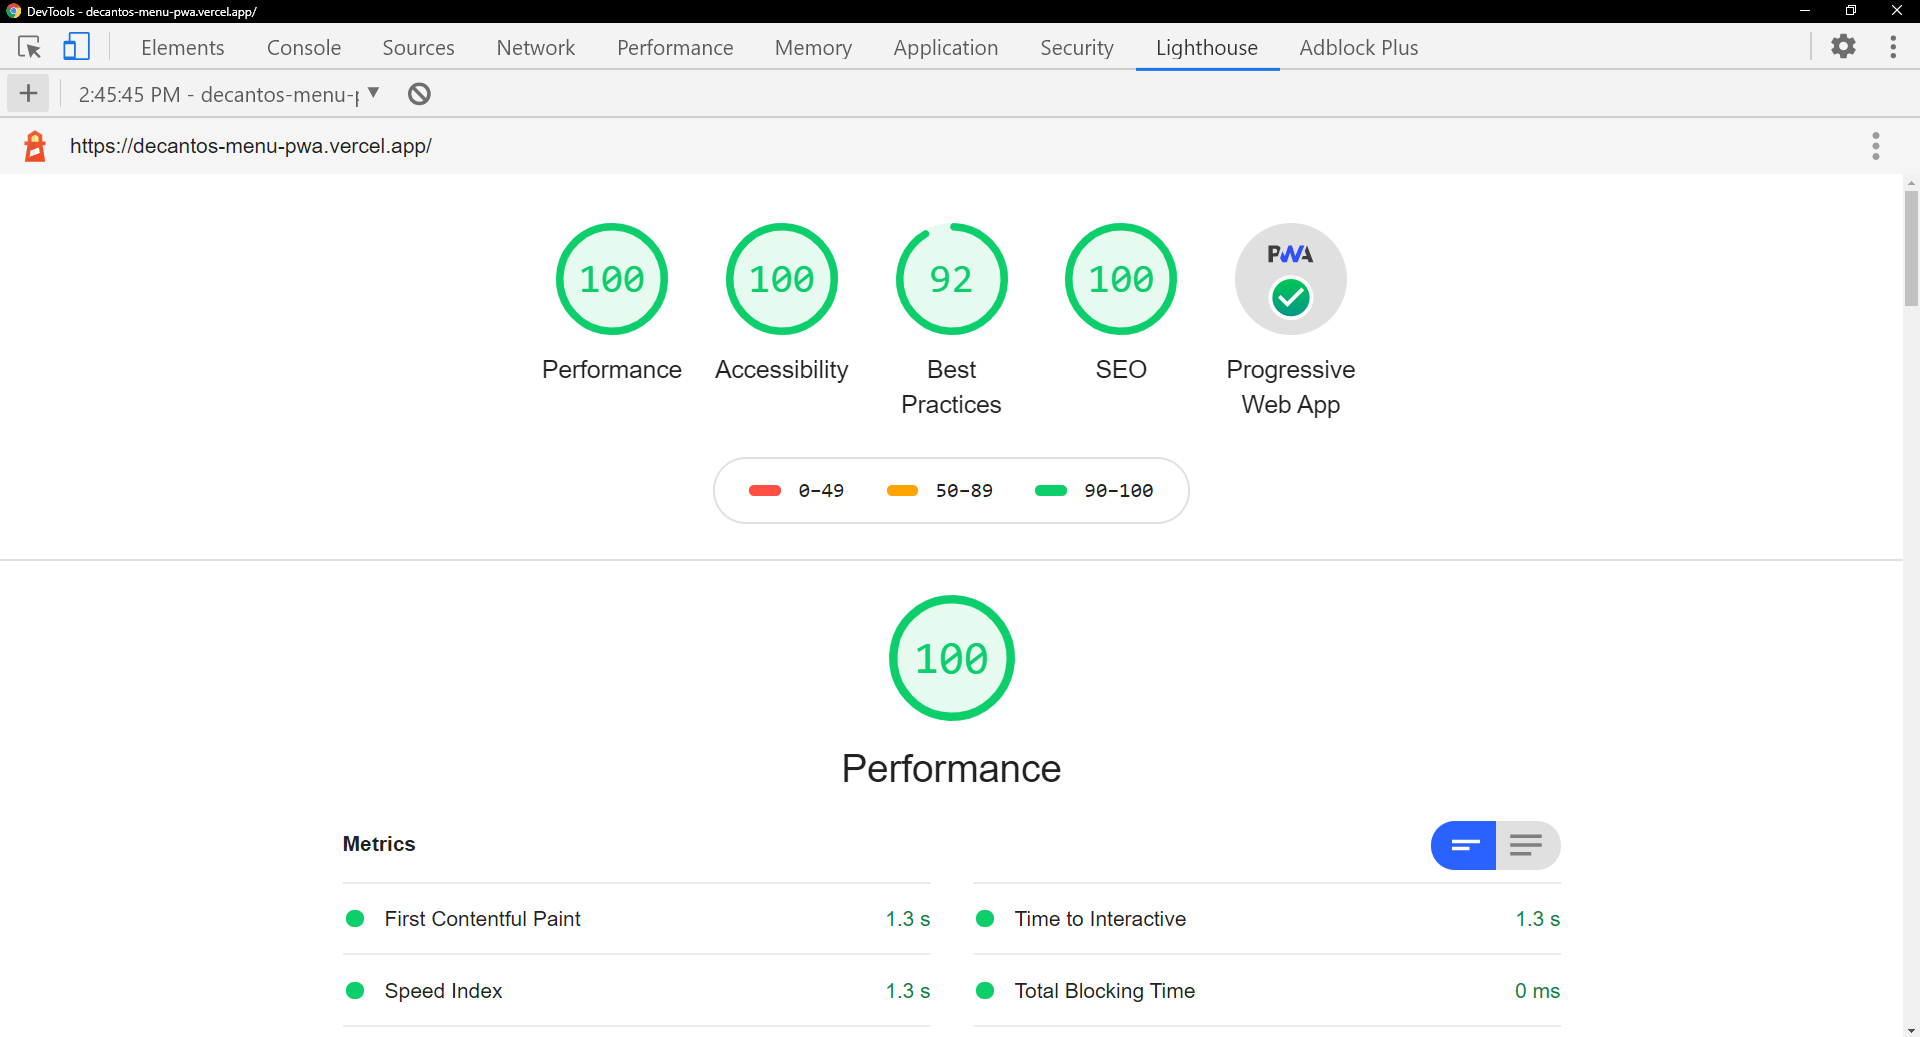 DevTools - decantos-menu-pwa.vercel.app/
Elements Console Sources Network Performance Memory Application Security Lighthouse Adblock Plus
2:45:45 PM - decantos-menu-p
https://decantos-menu-pwa.vercel.app/
100 100 92 100 PWA
Performance Accessibility Best Practices SEO Progressive Web App
0–49 50–89 90–100
100
Performance
Metrics
First Contentful Paint 1.3 s Time to Interactive 1.3 s
Speed Index 1.3 s Total Blocking Time 0 ms